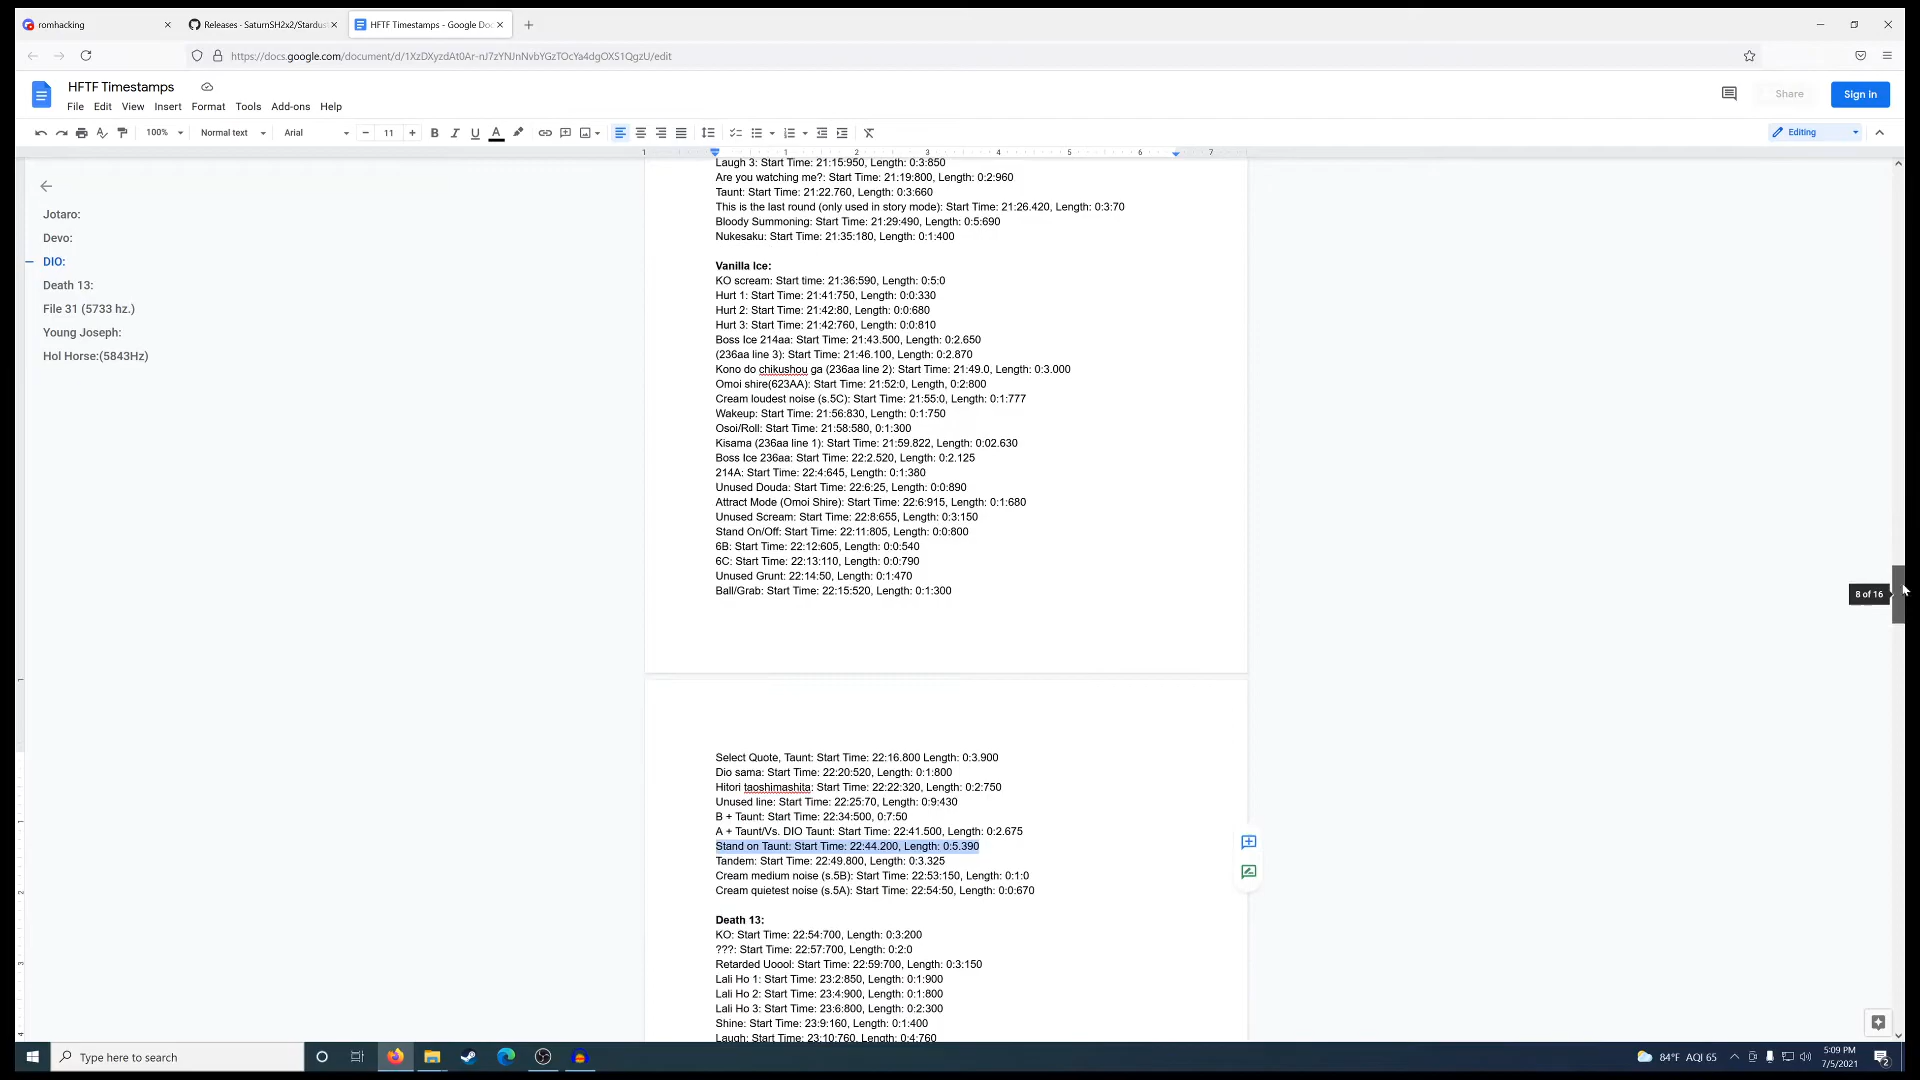 romhacking
Releases - SaturnSH2x2/Stardus
HFTF Timestamps - Google Doc
https://docs.google.com/document/d/1XzDXyzdAt0Ar-nJ7zYNJnNvbYGzTOcYa4dgOXS1QgzU/edit
HFTF Timestamps
File Edit View Insert Format Tools Add-ons Help
Share
Sign in
100% Normal text Arial 11
Editing
1 1 2 3 4 5 6 7
Jotaro:
Devo:
DIO:
Death 13:
File 31 (5733 hz.)
Young Joseph:
Hol Horse:(5843Hz)
Laugh 3: Start Time: 21:15:950, Length: 0:3:850
Are you watching me?: Start Time: 21:19:800, Length: 0:2:960
Taunt: Start Time: 21:22.760, Length: 0:3:660
This is the last round (only used in story mode): Start Time: 21:26.420, Length: 0:3:70
Bloody Summoning: Start Time: 21:29:490, Length: 0:5:690
Nukesaku: Start Time: 21:35:180, Length: 0:1:400
Vanilla Ice:
KO scream: Start time: 21:36:590, Length: 0:5:0
Hurt 1: Start Time: 21:41:750, Length: 0:0:330
Hurt 2: Start Time: 21:42:80, Length: 0:0:680
Hurt 3: Start Time: 21:42:760, Length: 0:0:810
Boss Ice 214aa: Start Time: 21:43.500, Length: 0:2.650
(236aa line 3): Start Time: 21:46.100, Length: 0:2.870
Kono do chikushou ga (236aa line 2): Start Time: 21:49.0, Length: 0:3.000
Omoi shire(623AA): Start Time: 21:52:0, Length, 0:2:800
Cream loudest noise (s.5C): Start Time: 21:55:0, Length: 0:1:777
Wakeup: Start Time: 21:56:830, Length: 0:1:750
Osoi/Roll: Start Time: 21:58:580, 0:1:300
Kisama (236aa line 1): Start Time: 21:59.822, Length: 0:02.630
Boss Ice 236aa: Start Time: 22:2.520, Length: 0:2.125
214A: Start Time: 22:4:645, Length: 0:1:380
Unused Douda: Start Time: 22:6:25, Length: 0:0:890
Attract Mode (Omoi Shire): Start Time: 22:6:915, Length: 0:1:680
Unused Scream: Start Time: 22:8:655, Length: 0:3:150
Stand On/Off: Start Time: 22:11:805, Length: 0:0:800
6B: Start Time: 22:12:605, Length: 0:0:540
6C: Start Time: 22:13:110, Length: 0:0:790
Unused Grunt: 22:14:50, Length: 0:1:470
Ball/Grab: Start Time: 22:15:520, Length: 0:1:300
8 of 16
Select Quote, Taunt: Start Time: 22:16.800 Length: 0:3.900
Dio sama: Start Time: 22:20:520, Length: 0:1:800
Hitori taoshimashita: Start Time: 22:22:320, Length: 0:2:750
Unused line: Start Time: 22:25:70, Length: 0:9:430
B + Taunt: Start Time: 22:34:500, 0:7:50
A + Taunt/Vs. DIO Taunt: Start Time: 22:41.500, Length: 0:2.675
Stand on Taunt: Start Time: 22:44.200, Length: 0:5.390
Tandem: Start Time: 22:49.800, Length: 0:3.325
Cream medium noise (s.5B): Start Time: 22:53:150, Length: 0:1:0
Cream quietest noise (s.5A): Start Time: 22:54:50, Length: 0:0:670
Death 13:
KO: Start Time: 22:54:700, Length: 0:3:200
???: Start Time: 22:57:700, Length: 0:2:0
Retarded Uoool: Start Time: 22:59:700, Length: 0:3:150
Lali Ho 1: Start Time: 23:2:850, Length: 0:1:900
Lali Ho 2: Start Time: 23:4:900, Length: 0:1:800
Lali Ho 3: Start Time: 23:6:800, Length: 0:2:300
Shine: Start Time: 23:9:160, Length: 0:1:400
Laugh: Start Time: 23:10:760, Length: 0:4:760
Type here to search
84°F AQI 65
5:09 PM
7/5/2021
2